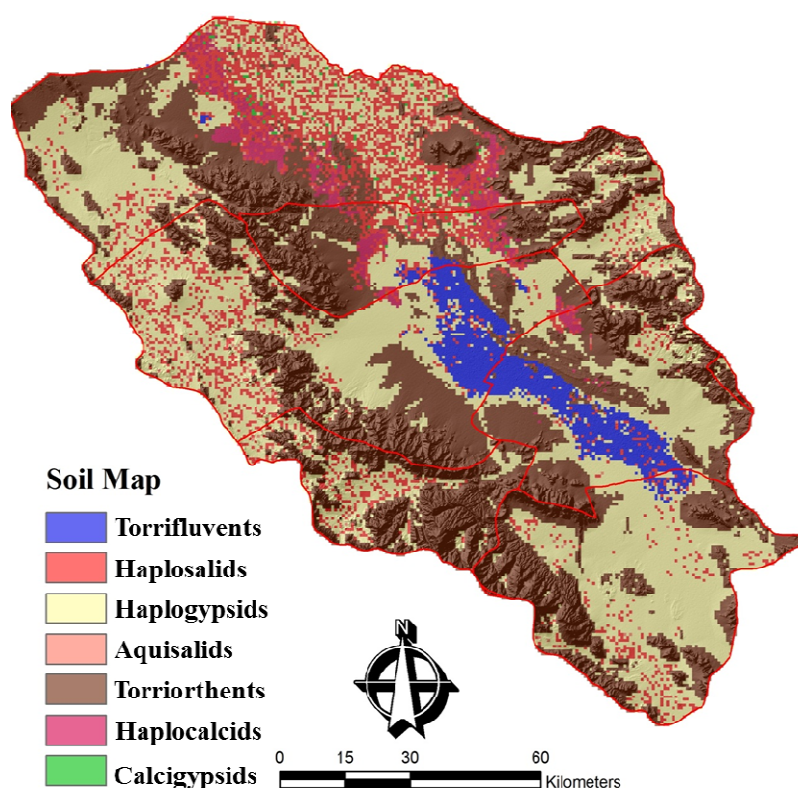 Soil Map
Torrifluvents
Haplosalids
Haplogypsids
Aquisalids
Torriorthents
Haplocalcids
Calcigypsids
N
0 15 30 60
Kilometers